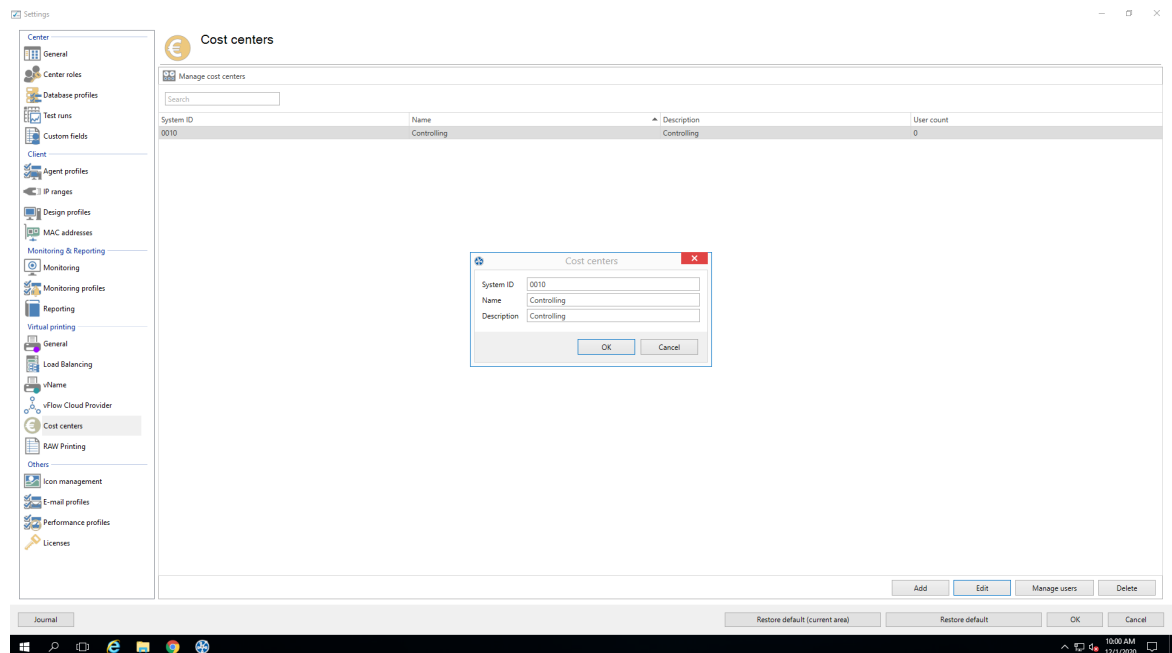 Settings
Center
General
Center roles
Database profiles
Test runs
Custom fields
Client
Agent profiles
IP ranges
Design profiles
MAC addresses
Monitoring & Reporting
Monitoring
Monitoring profiles
Reporting
Virtual printing
General
Load Balancing
vName
vFlow Cloud Provider
Cost centers
RAW Printing
Others
Icon management
E-mail profiles
Performance profiles
Licenses
Cost centers
Manage cost centers
Search
System ID Name Description User count
0010 Controlling Controlling 0
Cost centers
System ID 0010
Name Controlling
Description Controlling
OK Cancel
Add Edit Manage users Delete
Journal Restore default (current area) Restore default OK Cancel
10:00 AM
12/1/2020